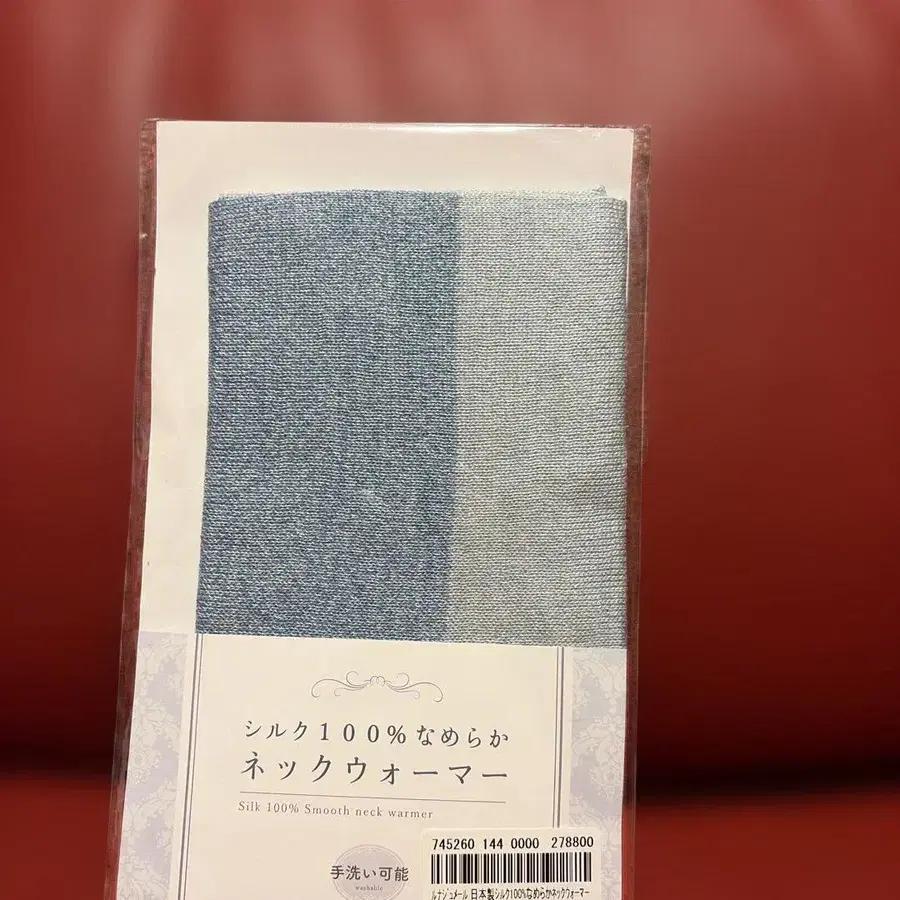 シルク100%なめらか
ネックウォーマー
Silk 100% Smooth neck warmer
手洗い可能
washable
745260 144 0000 278800
ルナジュメール 日本製シルク100%なめらかネックウォーマー